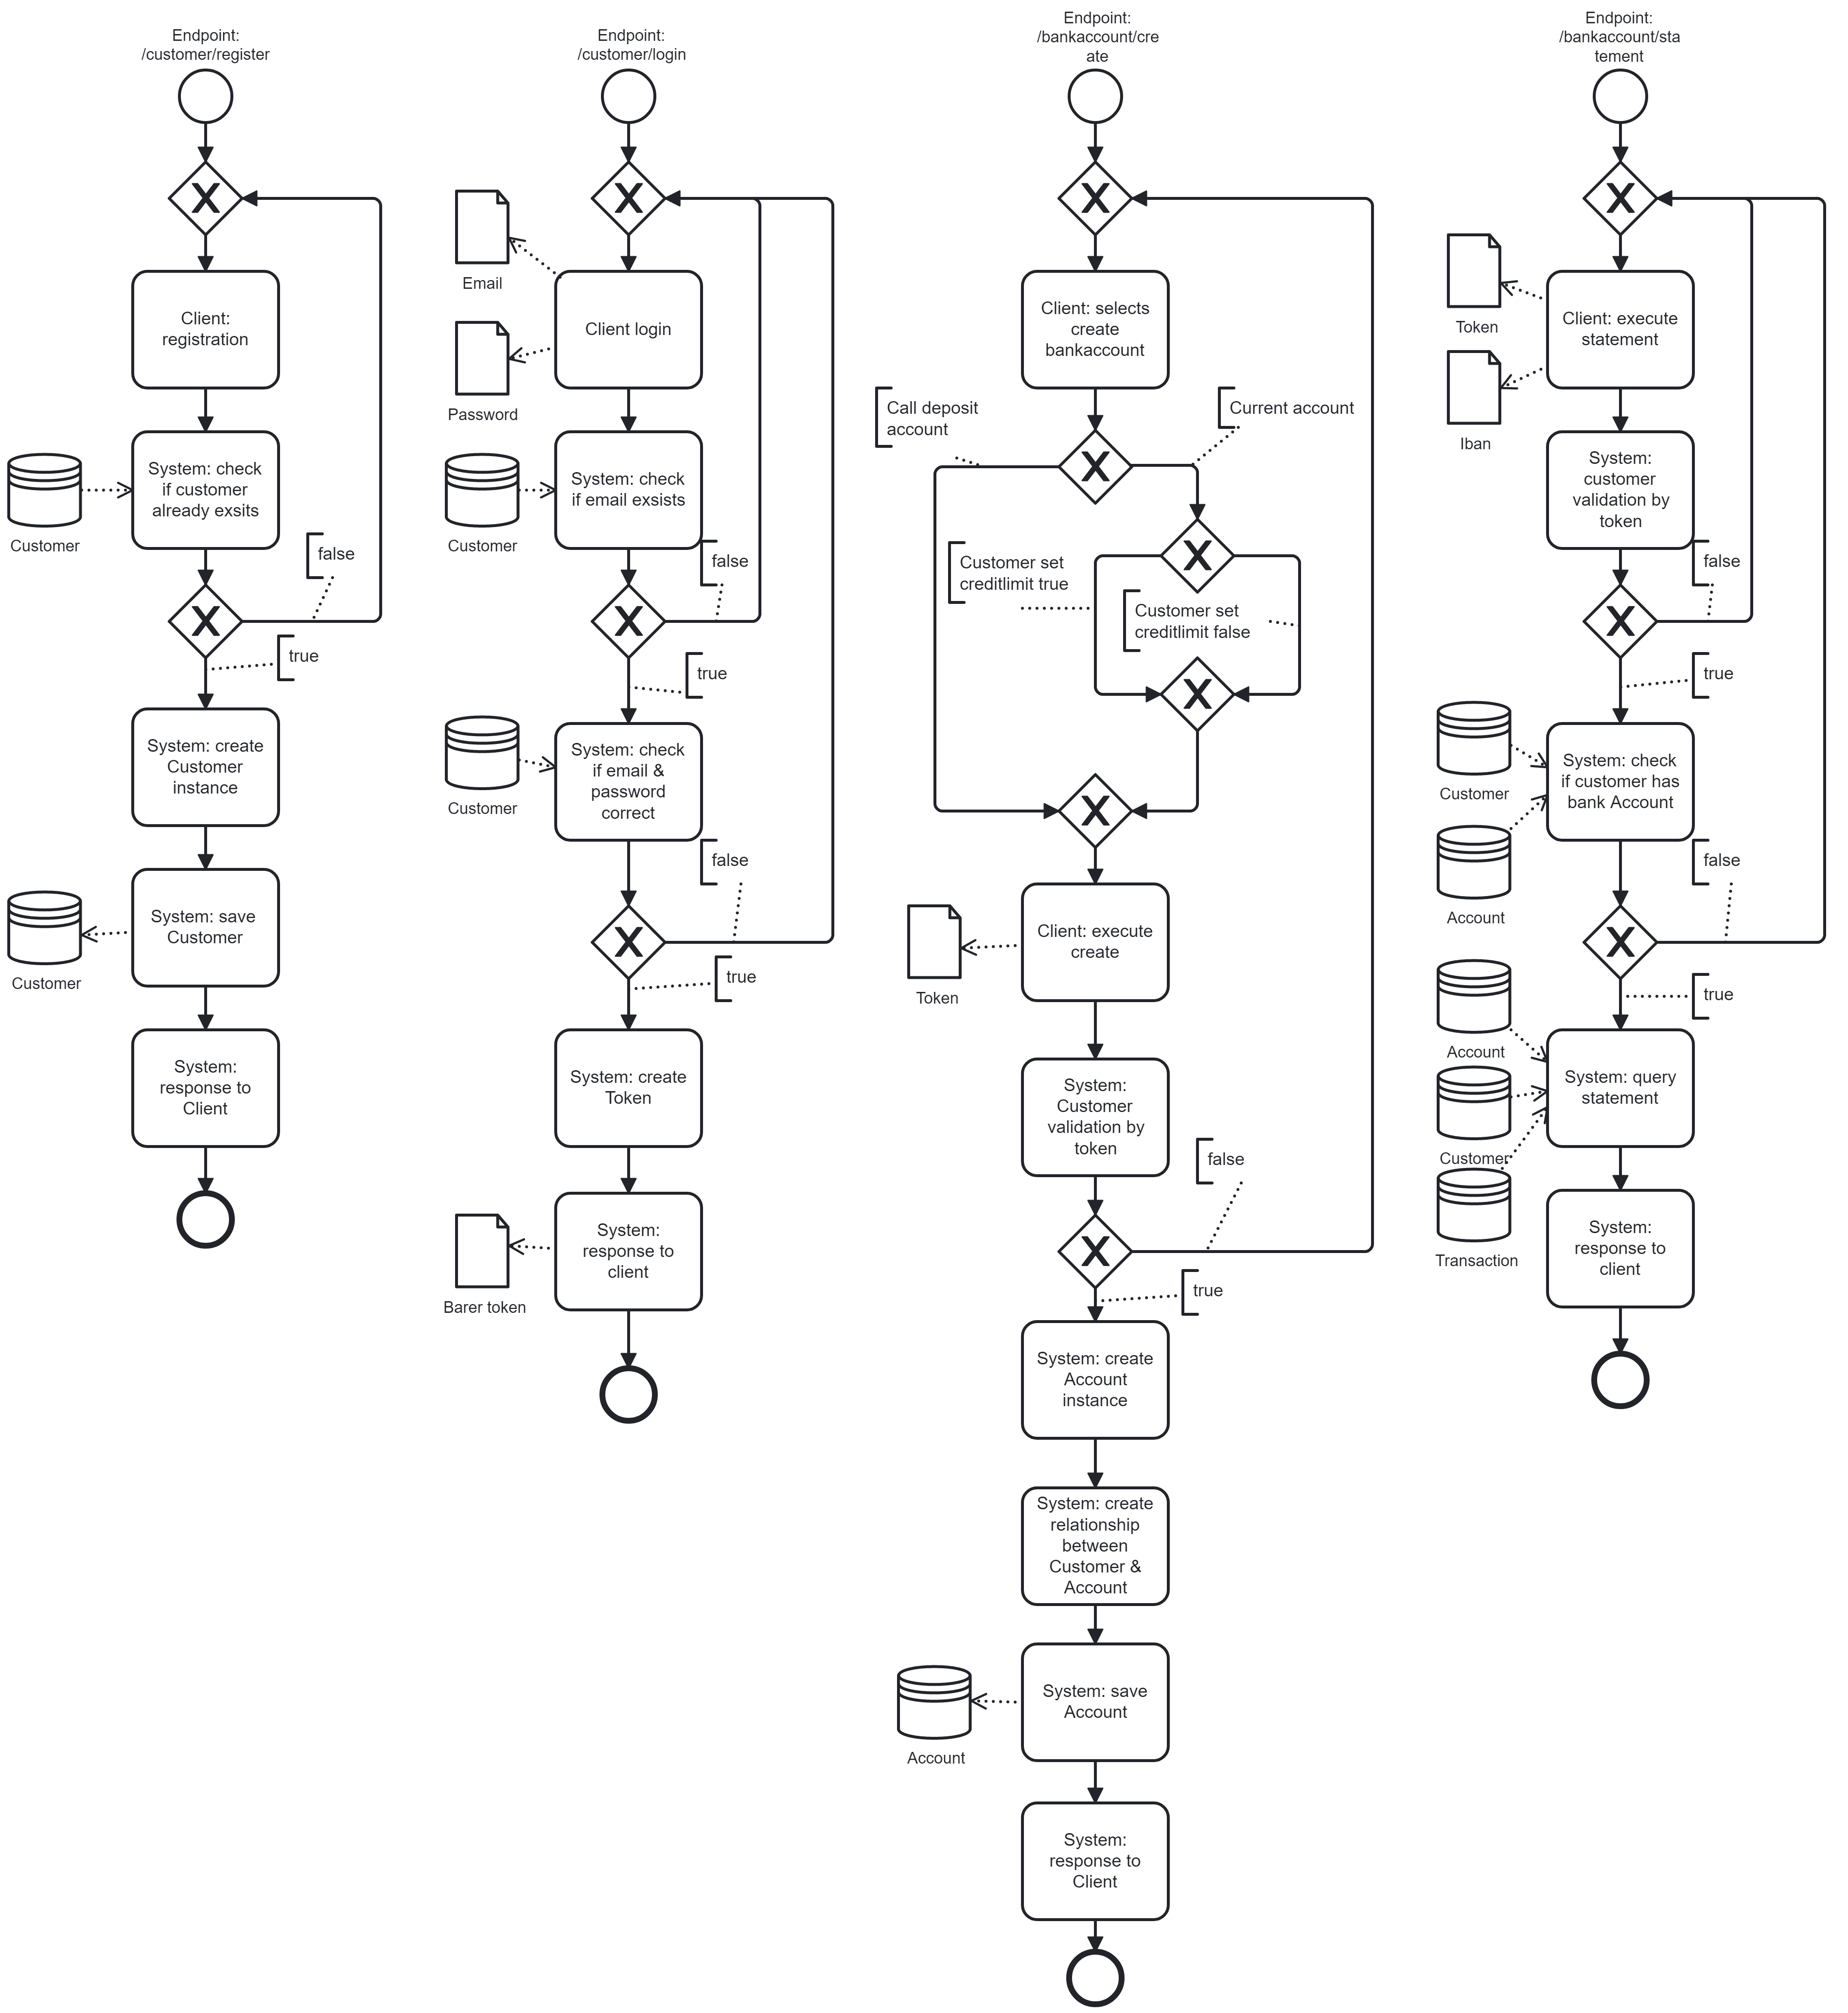 Endpoint:
/customer/register
Client:
registration
System: check
if customer
already exsits
Customer
false
true
System: create
Customer
instance
System: save
Customer
Customer
System:
response to
Client
Endpoint:
/customer/login
Email
Client login
Password
System: check
if email exsists
Customer
false
true
System: check
if email &
password
correct
Customer
false
true
System: create
Token
System:
response to
client
Barer token
Endpoint:
/bankaccount/cre
ate
Client: selects
create
bankaccount
Call deposit
account
Current account
Customer set
creditlimit true
Customer set
creditlimit false
Client: execute
create
Token
System:
Customer
validation by
token
false
true
System: create
Account
instance
System: create
relationship
between
Customer &
Account
System: save
Account
Account
System:
response to
Client
Endpoint:
/bankaccount/sta
tement
Token
Client: execute
statement
Iban
System:
customer
validation by
token
false
true
System: check
if customer has
bank Account
Customer
Account
false
true
Account
System: query
statement
Customer
Transaction
System:
response to
client